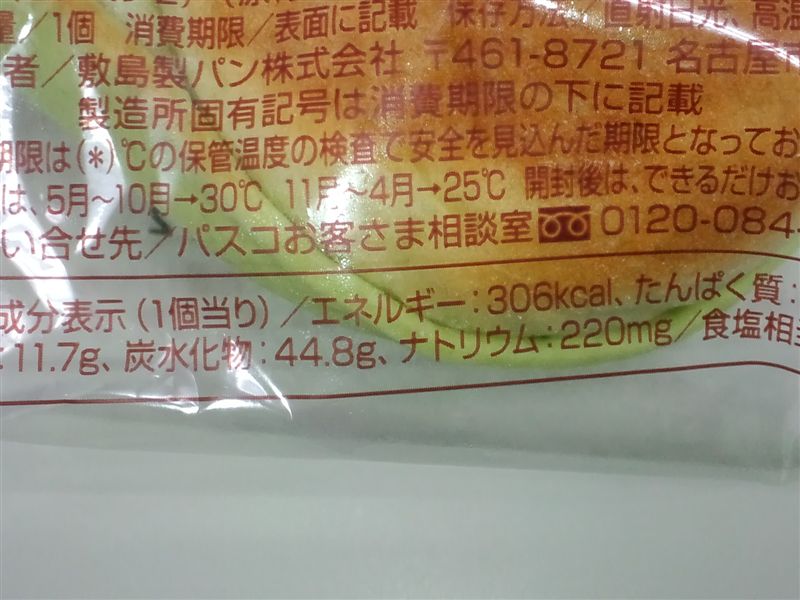 量／1個 消費期限／表面に記載 保存方法／直射日光、高温
者／敷島製パン株式会社 〒461-8721 名古屋市
製造所固有記号は消費期限の下に記載
期限は(*)℃の保管温度の検査で安全を見込んだ期限となってお
は、5月～10月→30℃ 11月～4月→25℃ 開封後は、できるだけお
い合せ先／パスコお客さま相談室 0120-084-
成分表示（1個当り）／エネルギー：306kcal、たんぱく質：
：11.7g、炭水化物：44.8g、ナトリウム：220mg／食塩相当